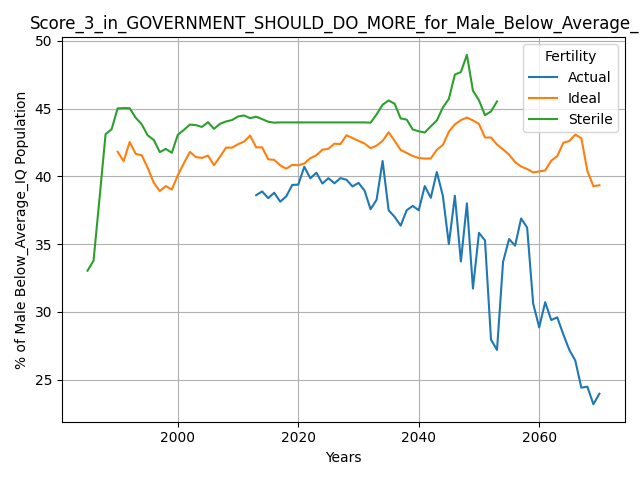 Score_3_in_GOVERNMENT_SHOULD_DO_MORE_for_Male_Below_Average_
50
45
40
35
30
25
% of Male Below_Average_IQ Population
Fertility
Actual
Ideal
Sterile
2000
2020
2040
2060
Years